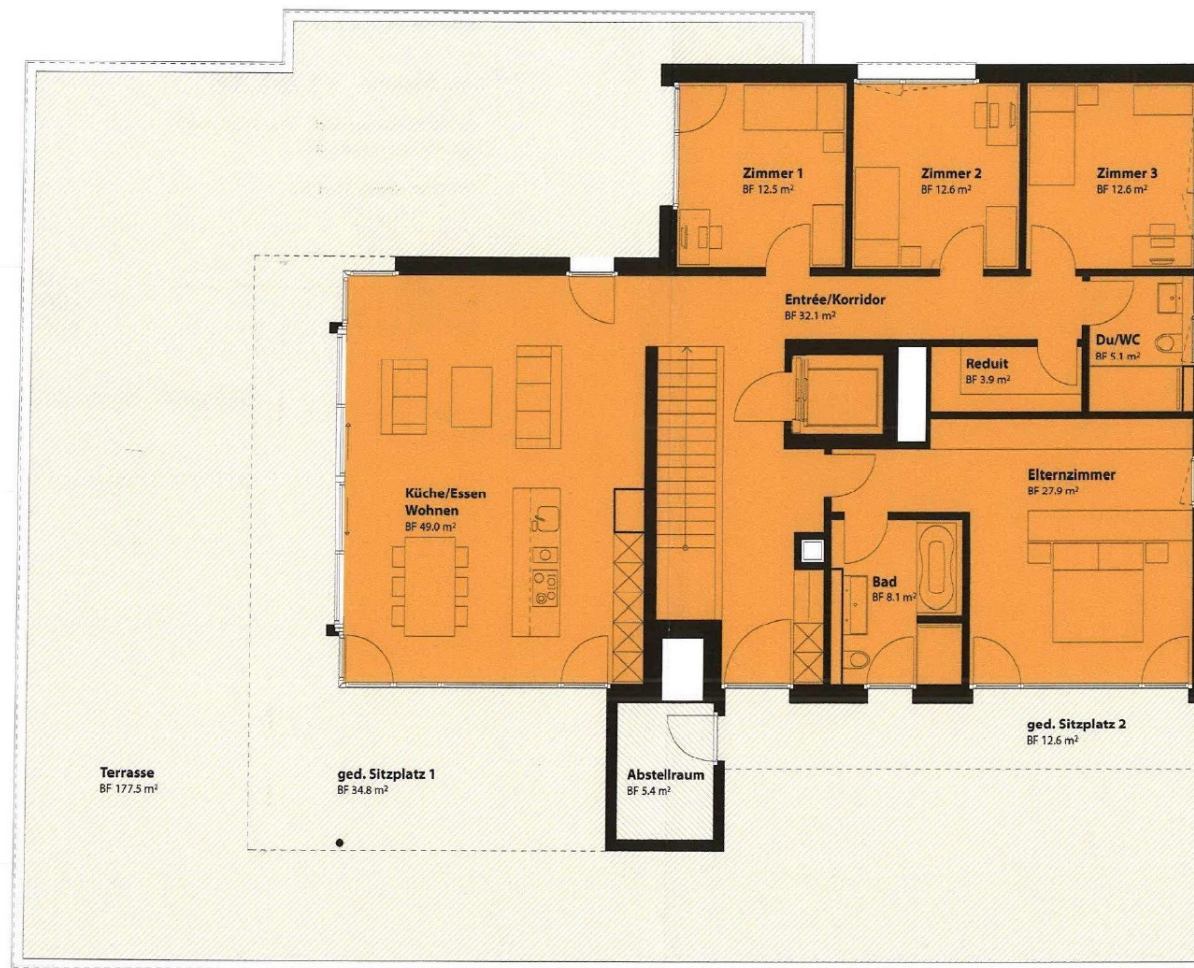 Zimmer 1
BF 12.5 m²
Zimmer 2
BF 12.6 m²
Zimmer 3
BF 12.6 m²
Entrée/Korridor
BF 32.1 m²
Du/WC
BF 5.1 m²
Reduit
BF 3.9 m²
Küche/Essen
Wohnen
BF 49.0 m²
Elternzimmer
BF 27.9 m²
Bad
BF 8.1 m²
ged. Sitzplatz 2
BF 12.6 m²
Terrasse
BF 177.5 m²
ged. Sitzplatz 1
BF 34.8 m²
Abstellraum
BF 5.4 m²